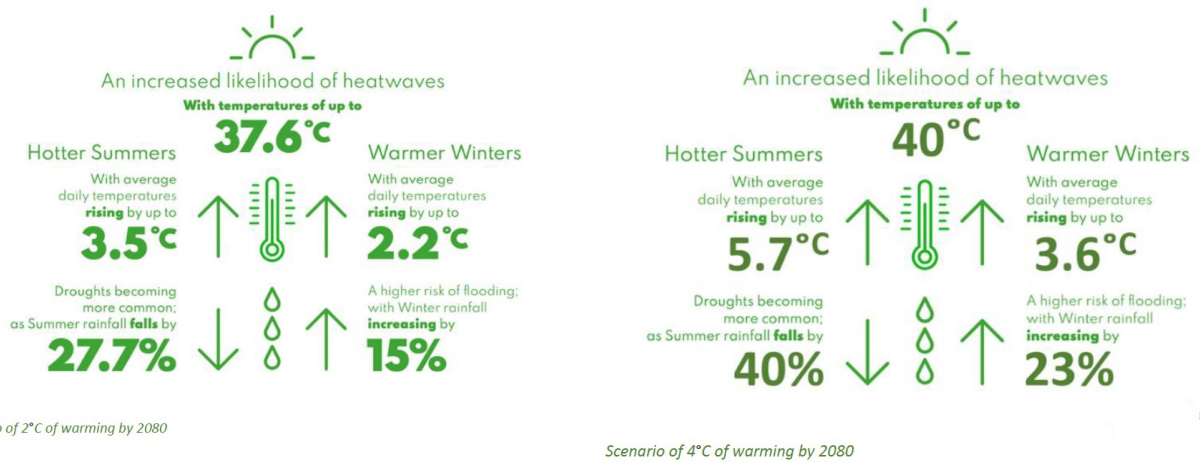 An increased likelihood of heatwaves
With temperatures of up to
37.6°C
Hotter Summers
With average
daily temperatures
rising by up to
3.5°C
Warmer Winters
With average
daily temperatures
rising by up to
2.2°C
Droughts becoming
more common;
as Summer rainfall falls by
27.7%
A higher risk of flooding;
with Winter rainfall
increasing by
15%
of 2°C of warming by 2080
An increased likelihood of heatwaves
With temperatures of up to
40°C
Hotter Summers
With average
daily temperatures
rising by up to
5.7°C
Warmer Winters
With average
daily temperatures
rising by up to
3.6°C
Droughts becoming
more common;
as Summer rainfall falls by
40%
A higher risk of flooding;
with Winter rainfall
increasing by
23%
Scenario of 4°C of warming by 2080